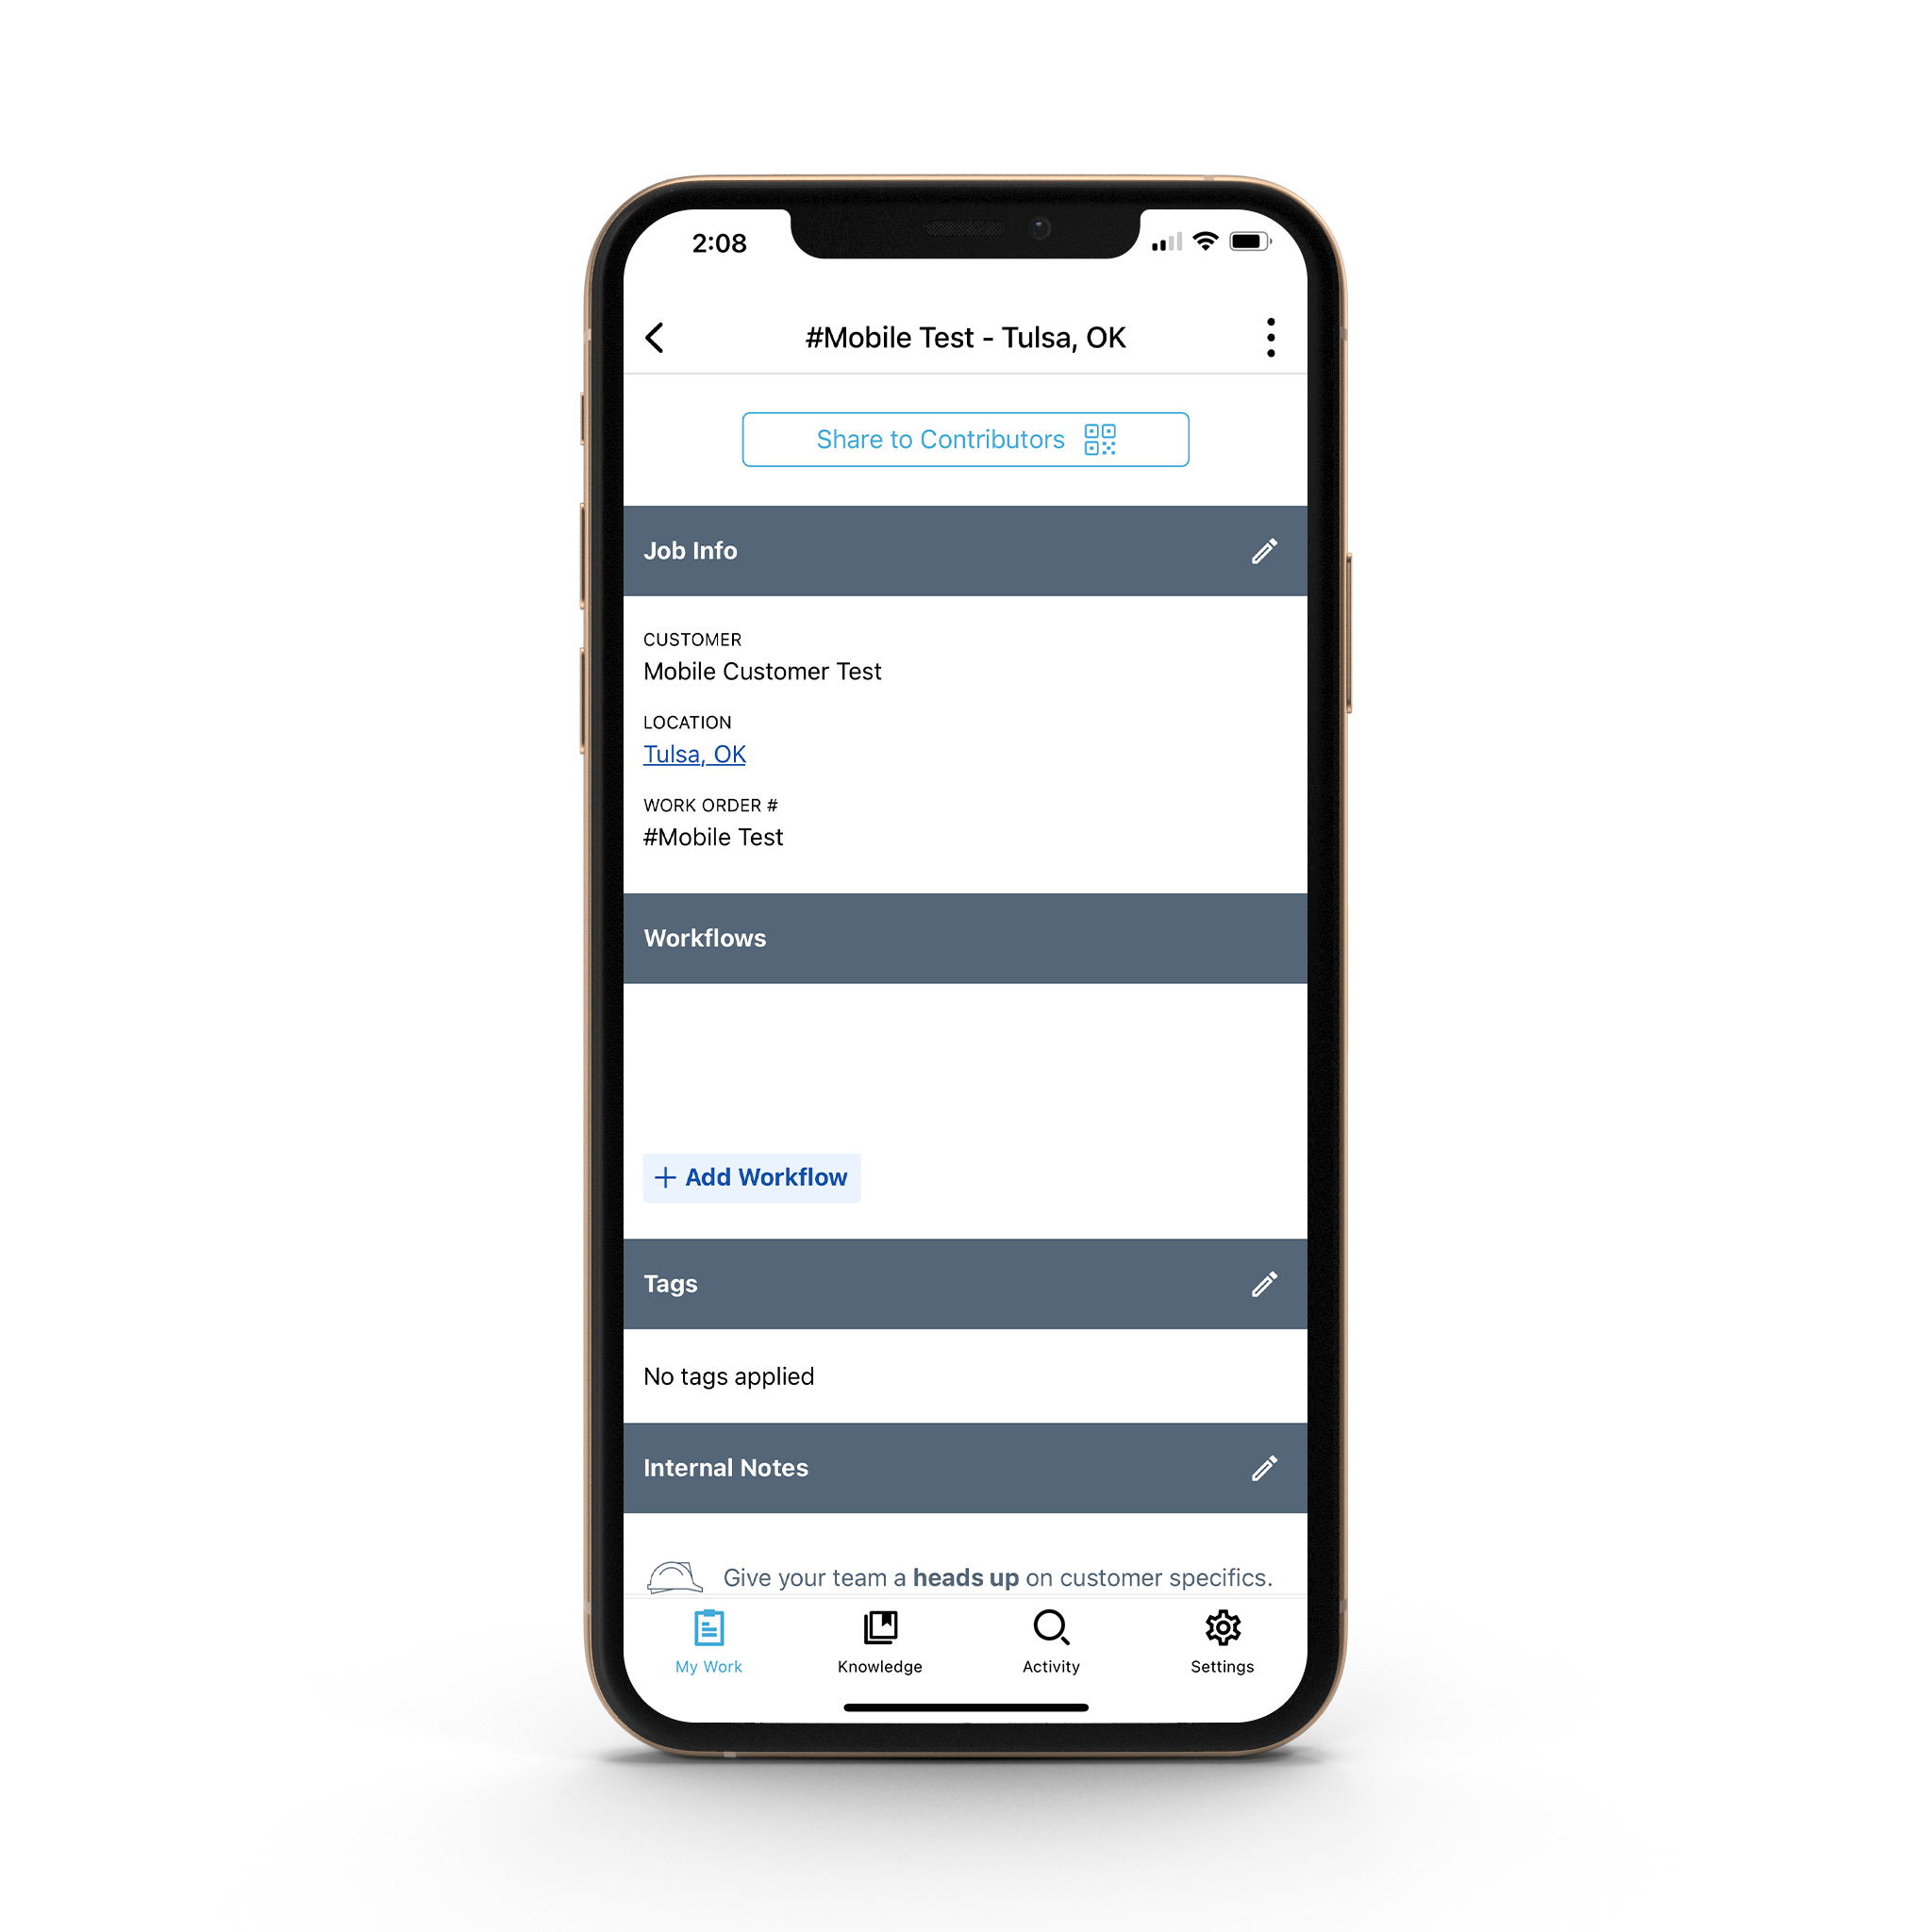 2:08
#Mobile Test - Tulsa, OK
Share to Contributors
Job Info
CUSTOMER
Mobile Customer Test
LOCATION
Tulsa, OK
WORK ORDER #
#Mobile Test
Workflows
+ Add Workflow
Tags
No tags applied
Internal Notes
Give your team a heads up on customer specifics.
My Work Knowledge Activity Settings